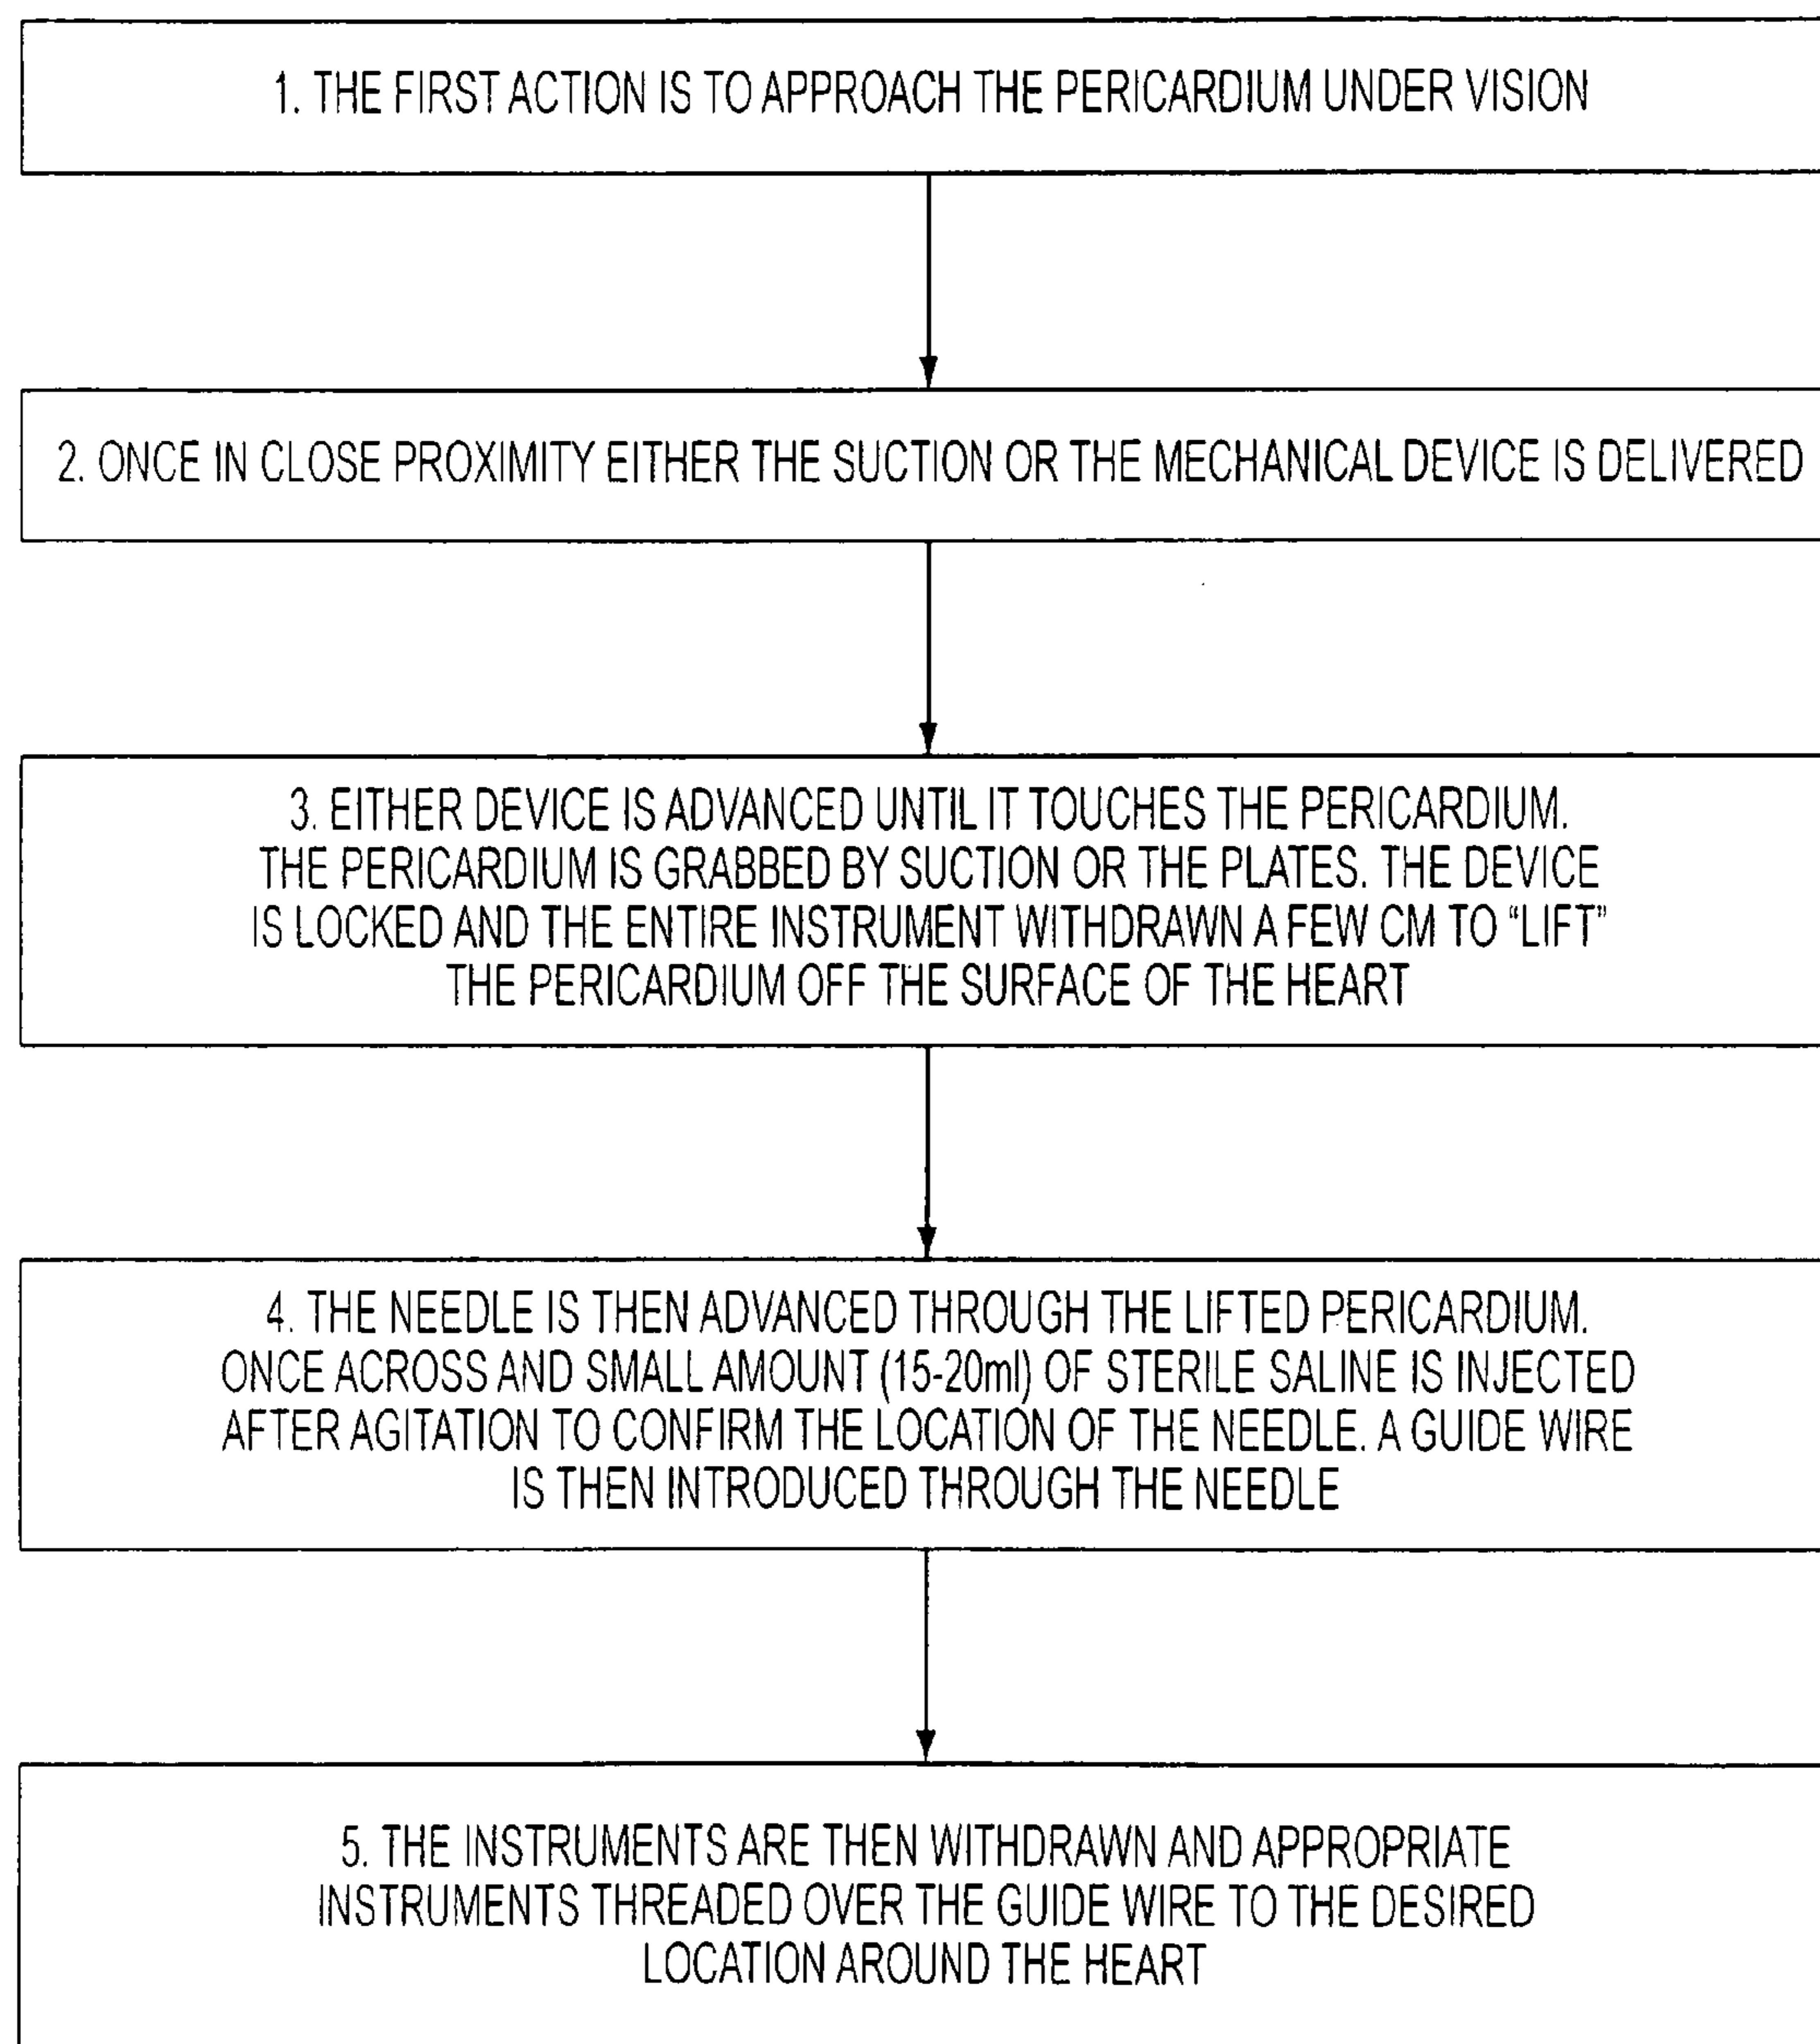 1. THE FIRST ACTION IS TO APPROACH THE PERICARDIUM UNDER VISION
2. ONCE IN CLOSE PROXIMITY EITHER THE SUCTION OR THE MECHANICAL DEVICE IS DELIVERED
3. EITHER DEVICE IS ADVANCED UNTIL IT TOUCHES THE PERICARDIUM.
THE PERICARDIUM IS GRABBED BY SUCTION OR THE PLATES. THE DEVICE
IS LOCKED AND THE ENTIRE INSTRUMENT WITHDRAWN A FEW CM TO “LIFT”
THE PERICARDIUM OFF THE SURFACE OF THE HEART
4. THE NEEDLE IS THEN ADVANCED THROUGH THE LIFTED PERICARDIUM.
ONCE ACROSS AND SMALL AMOUNT (15-20ml) OF STERILE SALINE IS INJECTED
AFTER AGITATION TO CONFIRM THE LOCATION OF THE NEEDLE. A GUIDE WIRE
IS THEN INTRODUCED THROUGH THE NEEDLE
5. THE INSTRUMENTS ARE THEN WITHDRAWN AND APPROPRIATE
INSTRUMENTS THREADED OVER THE GUIDE WIRE TO THE DESIRED
LOCATION AROUND THE HEART